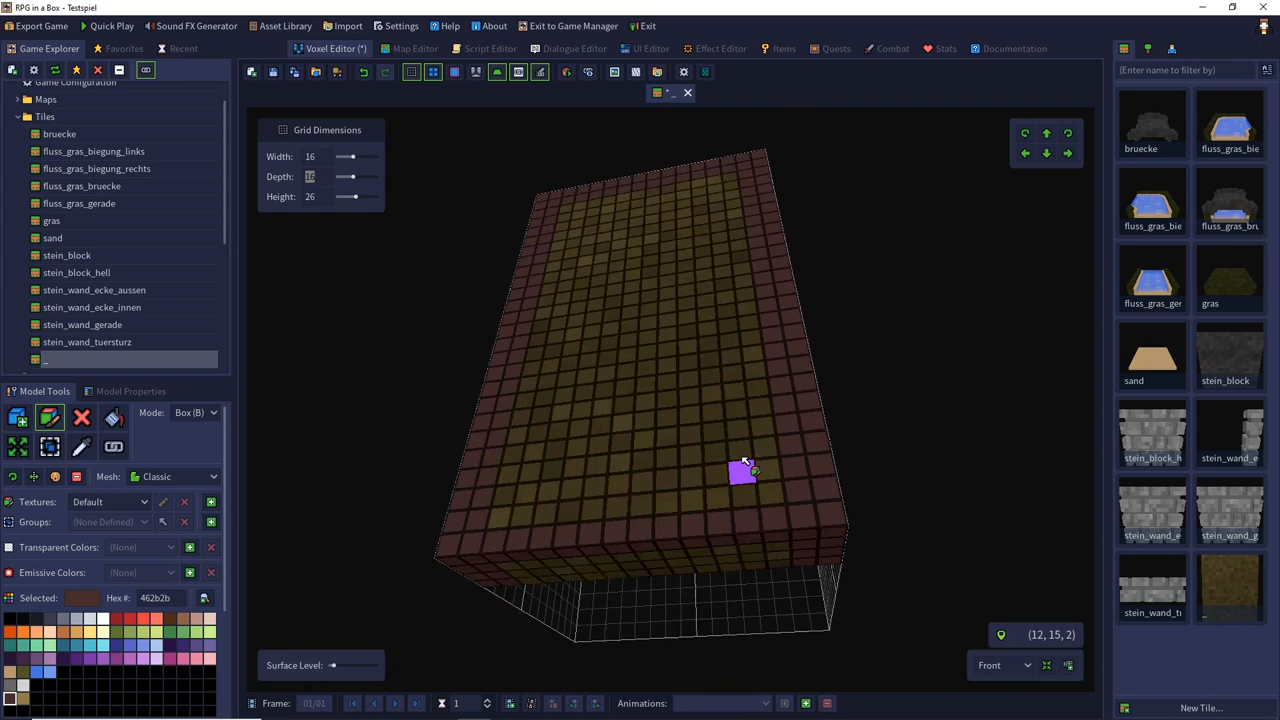 RPG in a Box - Testspiel
Export Game
Quick Play
Sound FX Generator
Asset Library
Import
Settings
Help
About
Exit to Game Manager
Exit
Game Explorer
Favorites
Recent
Voxel Editor (*)
Map Editor
Script Editor
Dialogue Editor
UI Editor
Effect Editor
Items
Quests
Combat
Stats
Documentation
(Enter name to filter by)
Game Configuration
Maps
Tiles
bruecke
fluss_gras_biegung_links
fluss_gras_biegung_rechts
fluss_gras_bruecke
fluss_gras_gerade
gras
sand
stein_block
stein_block_hell
stein_wand_ecke_aussen
stein_wand_ecke_innen
stein_wand_gerade
stein_wand_tuersturz
_
* _
Grid Dimensions
Width: 16
Depth: 16
Height: 26
bruecke
fluss_gras_bie
fluss_gras_bie
fluss_gras_bru
fluss_gras_ger
gras
sand
stein_block
stein_block_h
stein_wand_e
stein_wand_e
stein_wand_g
stein_wand_tu
_
New Tile...
Model Tools
Model Properties
Mode: Box (B)
Mesh: Classic
Textures: Default
Groups: (None Defined)
Transparent Colors: (None)
Emissive Colors: (None)
Selected: Hex #: 462b2b
Surface Level:
(12, 15, 2)
Front
Frame: 01/01
1
Animations: